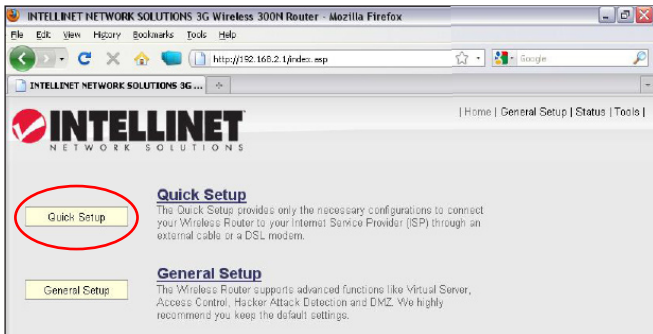 INTELLINET NETWORK SOLUTIONS 3G Wireless 300N Router - Mozilla Firefox
File Edit View History Bookmarks Tools Help
http://192.168.2.1/index.asp
Google
INTELLINET NETWORK SOLUTIONS 3G ...
| Home | General Setup | Status | Tools |
INTELLINET
NETWORK SOLUTIONS
Quick Setup
Quick Setup
The Quick Setup provides only the necessary configurations to connect
your Wireless Router to your Internet Service Provider (ISP) through an
external cable or a DSL modem.
General Setup
General Setup
The Wireless Router supports advanced functions like Virtual Server,
Access Control, Hacker Attack Detection and DMZ. We highly
recommend you keep the default settings.